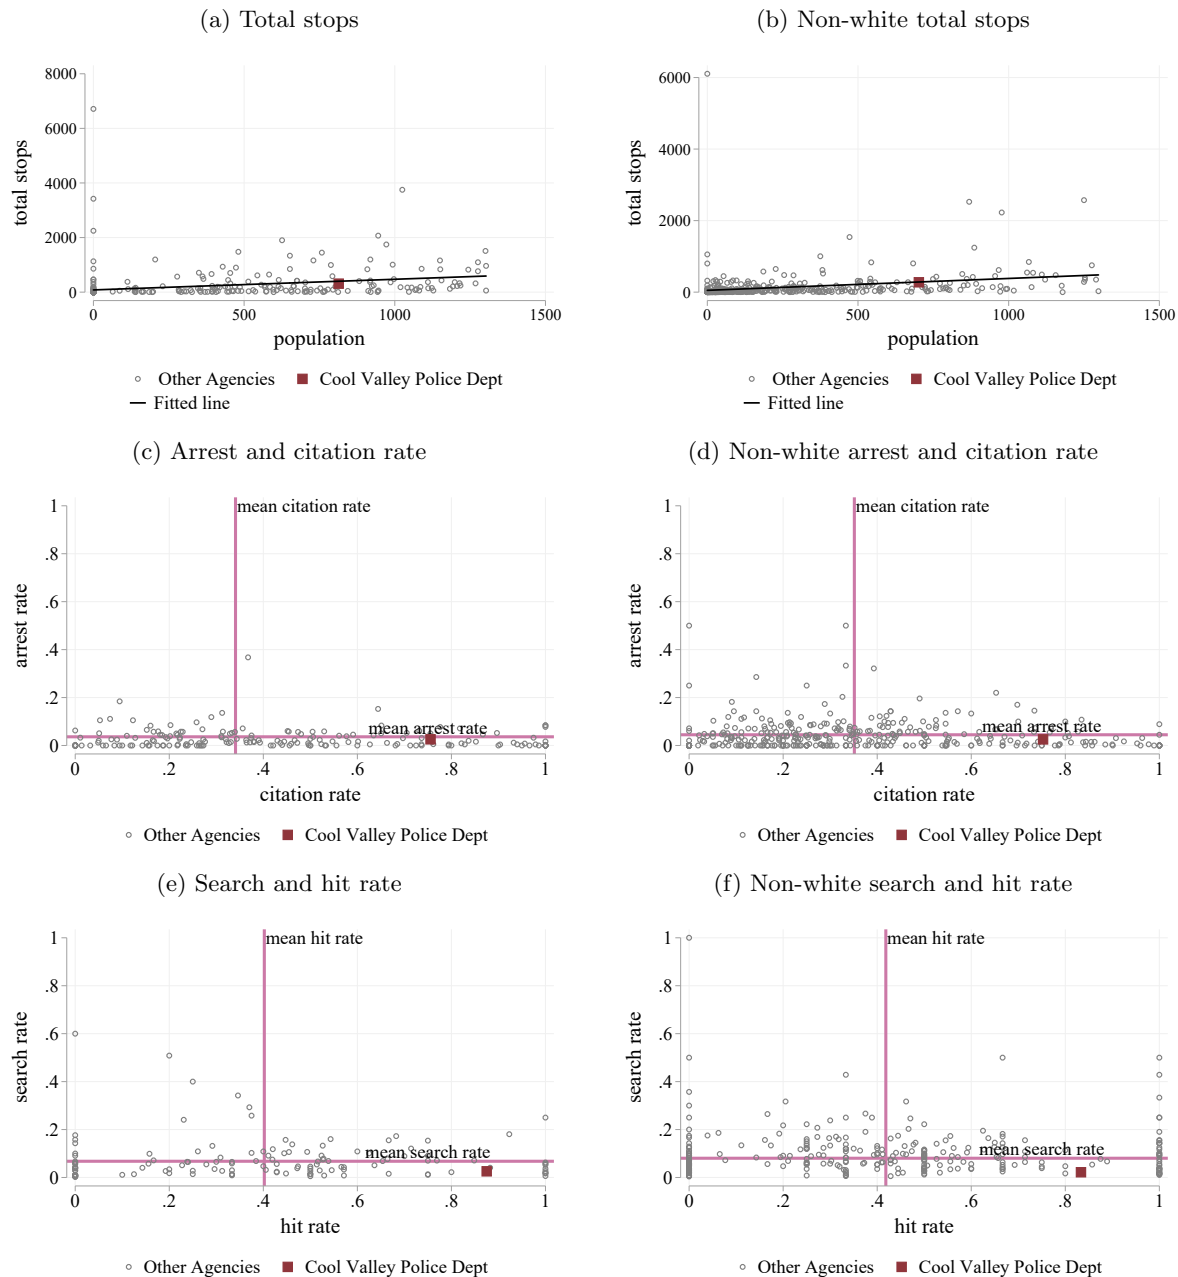 (a) Total stops
(b) Non-white total stops
8000
6000
4000
2000
0
total stops
0 500 1000 1500
population
Other Agencies Cool Valley Police Dept
Fitted line
6000
4000
2000
0
total stops
0 500 1000 1500
population
Other Agencies Cool Valley Police Dept
Fitted line
(c) Arrest and citation rate
(d) Non-white arrest and citation rate
1
.8
.6
.4
.2
0
arrest rate
mean citation rate
mean arrest rate
0 .2 .4 .6 .8 1
citation rate
Other Agencies Cool Valley Police Dept
1
.8
.6
.4
.2
0
arrest rate
mean citation rate
mean arrest rate
0 .2 .4 .6 .8 1
citation rate
Other Agencies Cool Valley Police Dept
(e) Search and hit rate
(f) Non-white search and hit rate
1
.8
.6
.4
.2
0
search rate
mean hit rate
mean search rate
0 .2 .4 .6 .8 1
hit rate
Other Agencies Cool Valley Police Dept
1
.8
.6
.4
.2
0
search rate
mean hit rate
mean search rate
0 .2 .4 .6 .8 1
hit rate
Other Agencies Cool Valley Police Dept